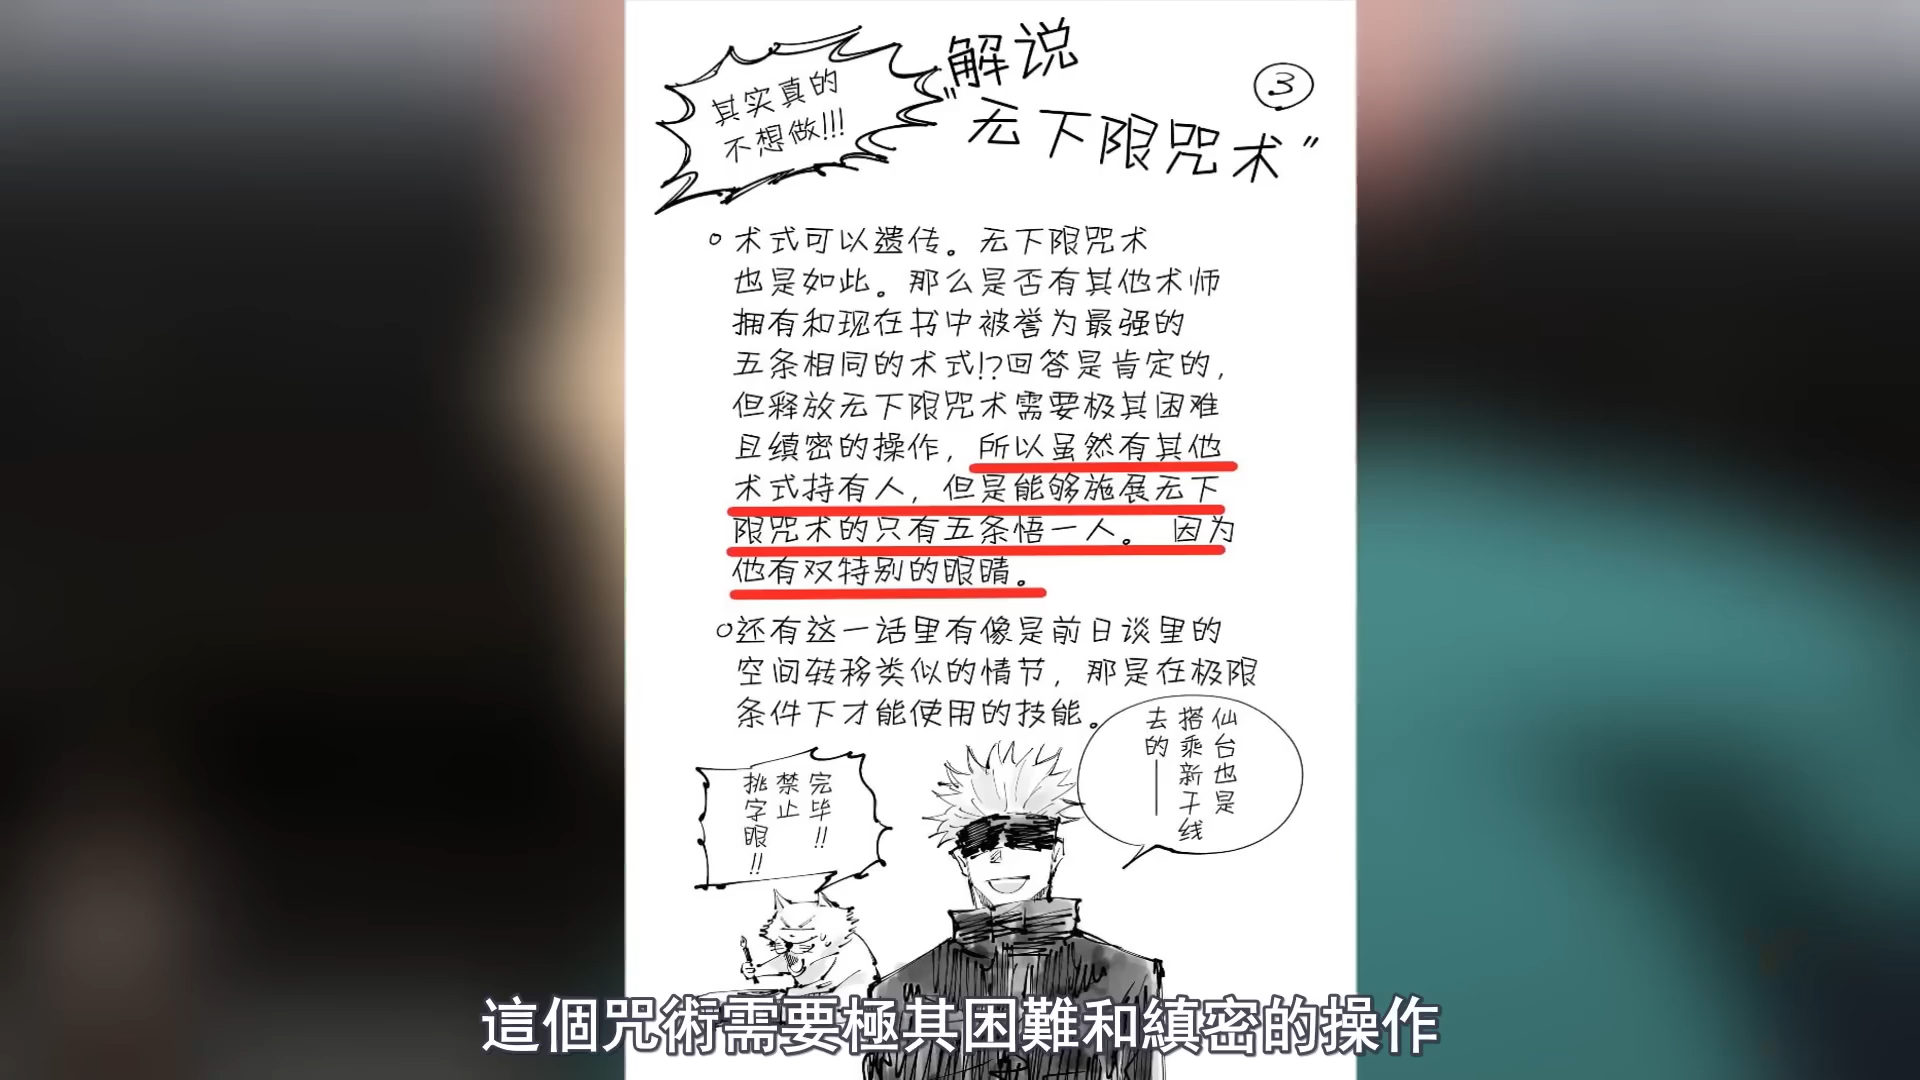 其实真的
不想做!!!
解说
"无下限咒术"
③
术式可以遗传。无下限咒术
也是如此。那么是否有其他术师
拥有和现在书中被誉为最强的
五条相同的术式!?回答是肯定的,
但释放无下限咒术需要极其困难
且缜密的操作,所以虽然有其他
术式持有人,但是能够施展无下
限咒术的只有五条悟一人。因为
他有双特别的眼睛。
还有这一话里有像是前日谈里的
空间转移类似的情节,那是在极限
条件下才能使用的技能。
仙台也是
搭乘新干线
去的——
完毕!!
禁止
挑字眼!!
這個咒術需要極其困難和縝密的操作